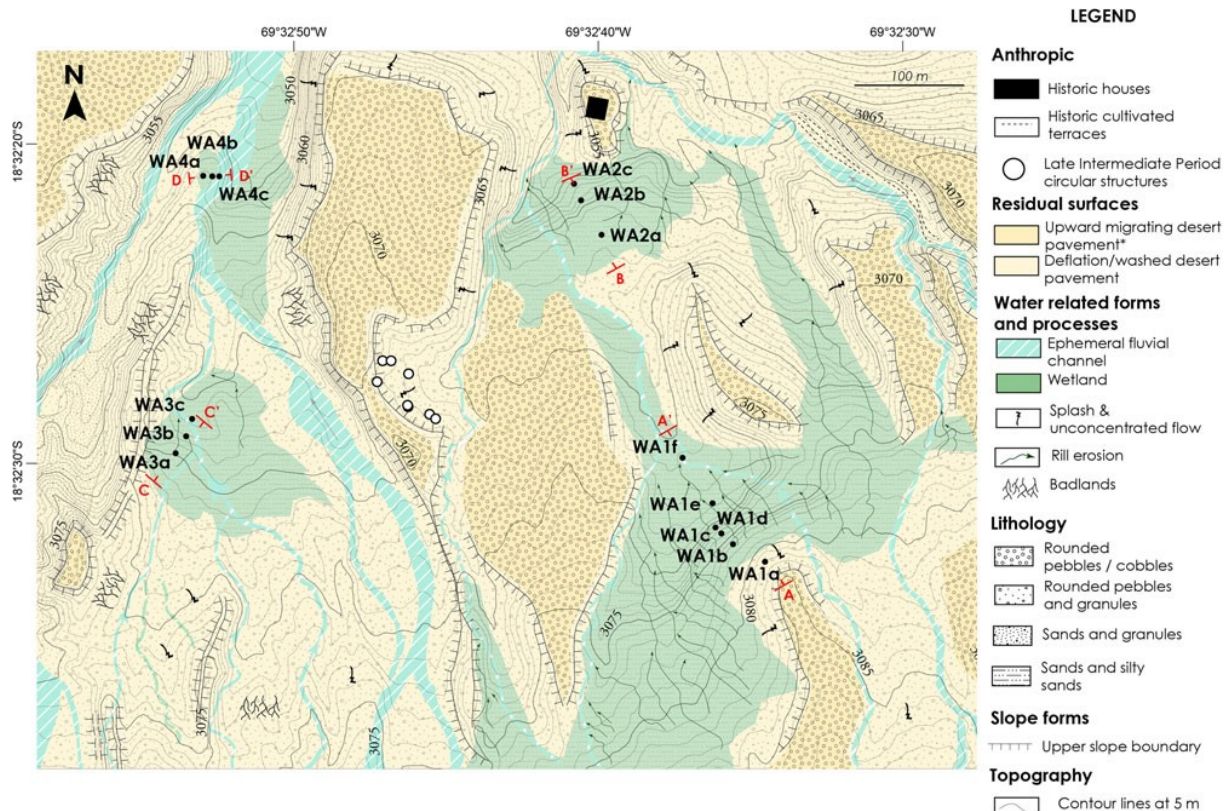 69°32'50"W
69°32'40"W
69°32'30"W
18°32'20"S
18°32'30"S
N
100 m
3050
3055
3060
3065
3055
3065
3070
WA4b
WA4a
D
D'
WA4c
B'
WA2c
WA2b
WA2a
B
3070
3070
WA3c
C'
WA3b
WA3a
C
3070
3075
A'
WA1f
3075
WA1e
WA1d
WA1c
WA1b
WA1a
A
3075
3080
3085
3075
3075
LEGEND
Anthropic
Historic houses
Historic cultivated
terraces
Late Intermediate Period
circular structures
Residual surfaces
Upward migrating desert
pavement*
Deflation/washed desert
pavement
Water related forms
and processes
Ephemeral fluvial
channel
Wetland
Splash &
unconcentrated flow
Rill erosion
Badlands
Lithology
Rounded
pebbles / cobbles
Rounded pebbles
and granules
Sands and granules
Sands and silty
sands
Slope forms
Upper slope boundary
Topography
Contour lines at 5 m